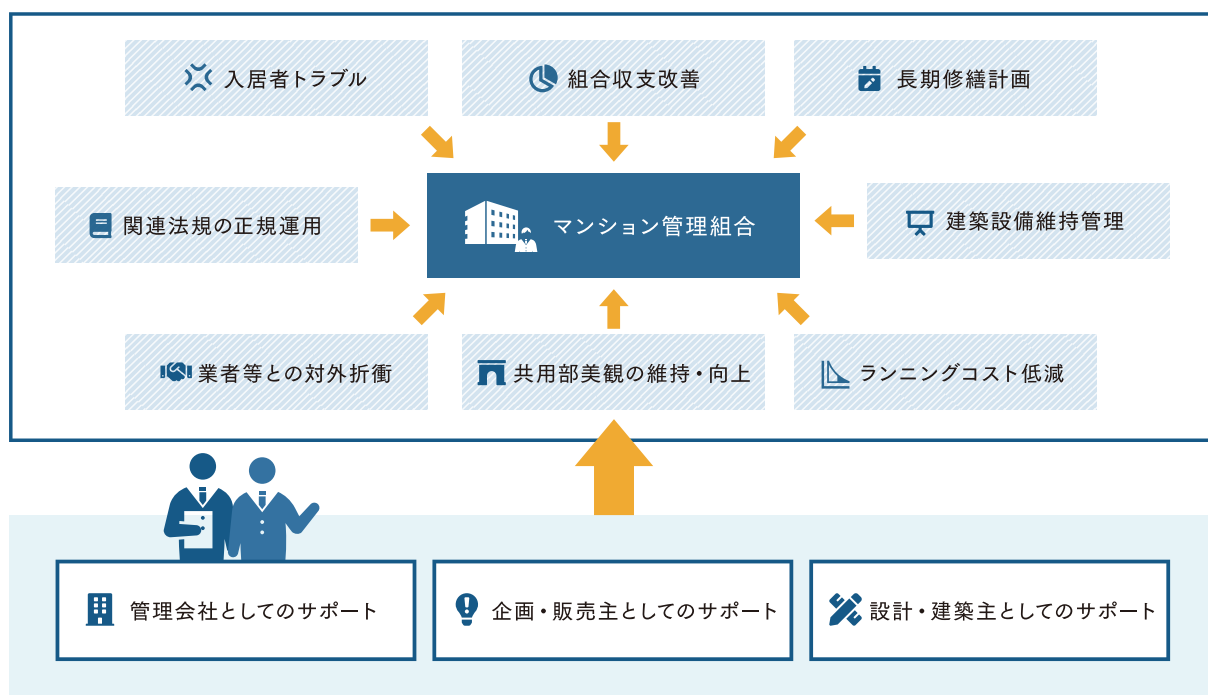 入居者トラブル
組合収支改善
長期修繕計画
関連法規の正規運用
マンション管理組合
建築設備維持管理
業者等との対外折衝
共用部美観の維持・向上
ランニングコスト低減
管理会社としてのサポート
企画・販売主としてのサポート
設計・建築主としてのサポート